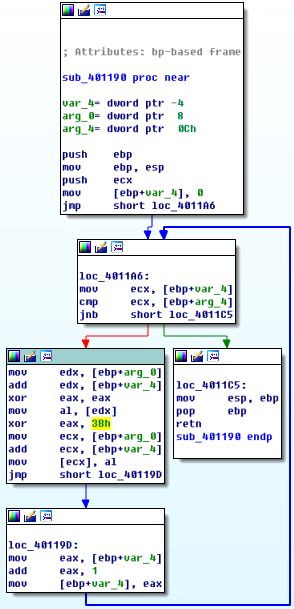 ; Attributes: bp-based frame
sub_401190 proc near
var_4= dword ptr -4
arg_0= dword ptr  8
arg_4= dword ptr  0Ch
push    ebp
mov     ebp, esp
push    ecx
mov     [ebp+var_4], 0
jmp     short loc_4011A6
loc_4011A6:
mov     ecx, [ebp+var_4]
cmp     ecx, [ebp+arg_4]
jnb     short loc_4011C5
mov     edx, [ebp+arg_0]
add     edx, [ebp+var_4]
xor     eax, eax
mov     al, [edx]
xor     eax, 3Bh
mov     ecx, [ebp+arg_0]
add     ecx, [ebp+var_4]
mov     [ecx], al
jmp     short loc_40119D
loc_4011C5:
mov     esp, ebp
pop     ebp
retn
sub_401190 endp
loc_40119D:
mov     eax, [ebp+var_4]
add     eax, 1
mov     [ebp+var_4], eax